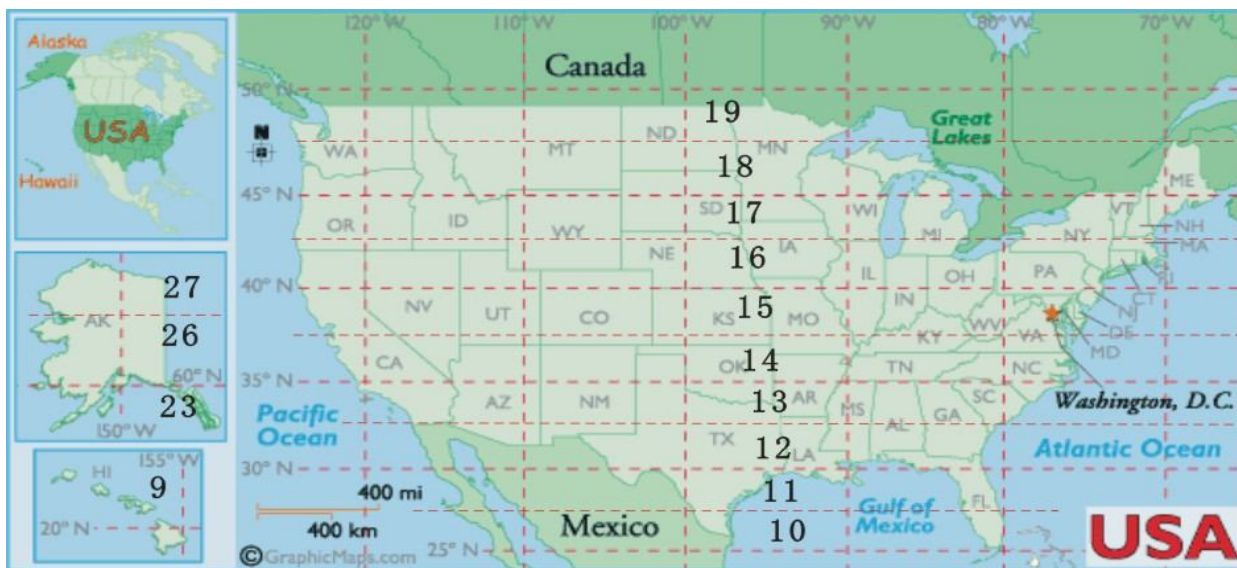 120° W 110° W 100° W 90° W 80° W 70° W
Alaska
USA
Hawaii
Canada
50° N
N
19
Great
Lakes
WA MT ND MN
18
45° N
ME
OR ID WY SD WI MI VT
17
NH
NY MA
NE 16 IA
IL IN OH PA RI
CT
40° N
NV UT CO KS 15 MO
WV VA NJ
DE
KY MD
CA OK 14 TN NC
35° N
Washington, D.C.
AZ NM 13 AR MS AL GA SC
Pacific
Ocean
TX 12 LA
Atlantic Ocean
30° N
11 FL
Gulf of
Mexico
400 mi
400 km
Mexico
10
25° N
© GraphicMaps.com
USA
27
AK
26
60° N
23
150° W
155° W
HI
9
20° N